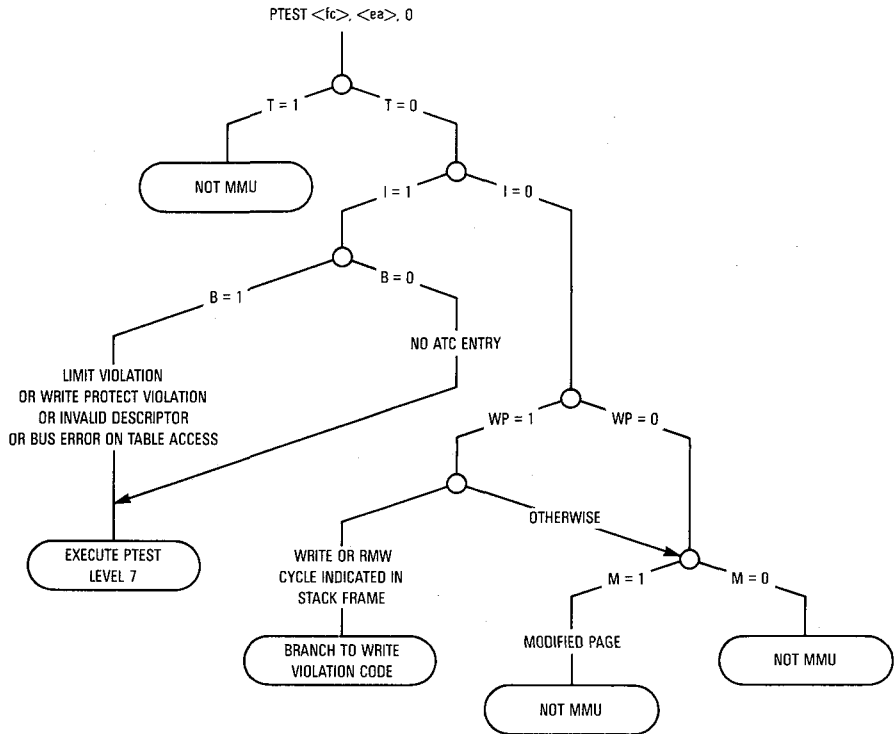 PTEST <fc>, <ea>, 0
T = 1
T = 0
NOT MMU
I = 1
I = 0
B = 1
B = 0
NO ATC ENTRY
LIMIT VIOLATION
OR WRITE PROTECT VIOLATION
OR INVALID DESCRIPTOR
OR BUS ERROR ON TABLE ACCESS
WP = 1
WP = 0
OTHERWISE
EXECUTE PTEST
LEVEL 7
WRITE OR RMW
CYCLE INDICATED IN
STACK FRAME
M = 1
M = 0
BRANCH TO WRITE
VIOLATION CODE
MODIFIED PAGE
NOT MMU
NOT MMU